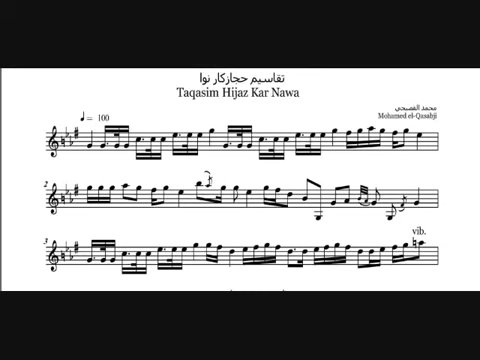 تقاسيم حجازكار نوا
Taqasim Hijaz Kar Nawa
محمد القصبجي
Mohamed el-Qasabji
♩ = 100
2
3
vib.